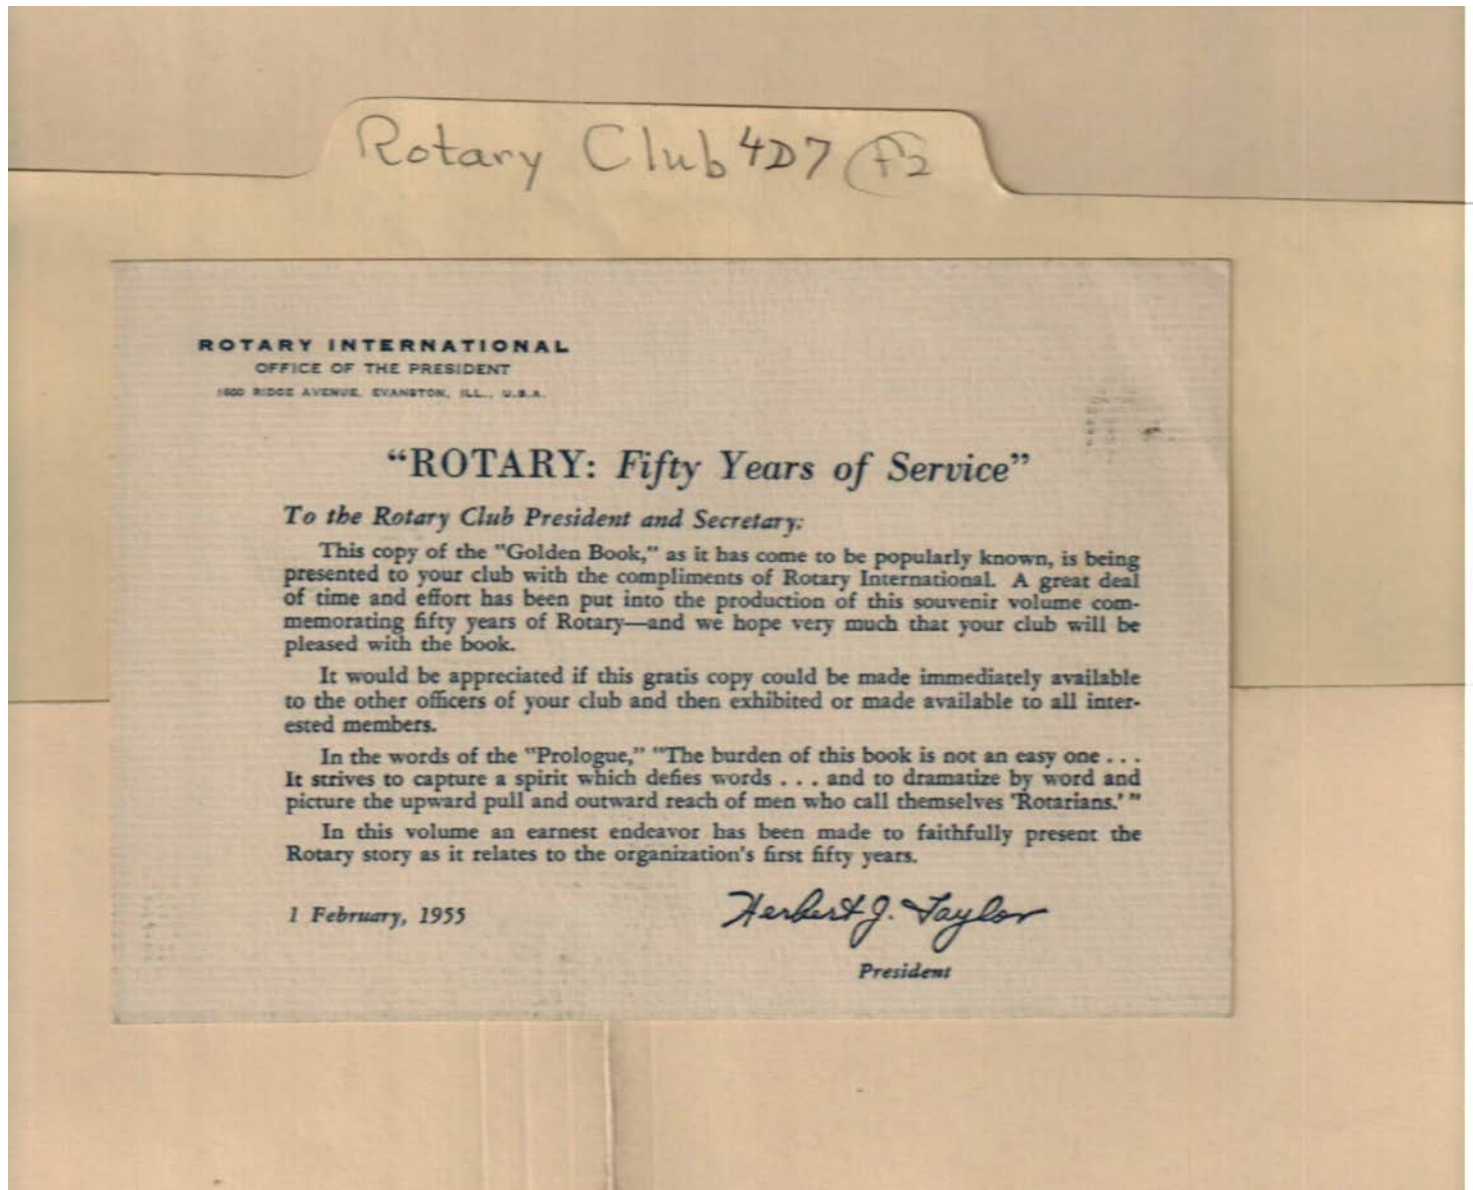 Rotary Club 4D7 F2
ROTARY INTERNATIONAL
OFFICE OF THE PRESIDENT
1600 RIDGE AVENUE, EVANSTON, ILL., U.S.A.
“ROTARY: Fifty Years of Service”
To the Rotary Club President and Secretary:
This copy of the "Golden Book," as it has come to be popularly known, is being
presented to your club with the compliments of Rotary International. A great deal
of time and effort has been put into the production of this souvenir volume com-
memorating fifty years of Rotary—and we hope very much that your club will be
pleased with the book.
It would be appreciated if this gratis copy could be made immediately available
to the other officers of your club and then exhibited or made available to all inter-
ested members.
In the words of the "Prologue," "The burden of this book is not an easy one . . .
It strives to capture a spirit which defies words . . . and to dramatize by word and
picture the upward pull and outward reach of men who call themselves 'Rotarians.' "
In this volume an earnest endeavor has been made to faithfully present the
Rotary story as it relates to the organization's first fifty years.
1 February, 1955
Herbert J. Taylor
President